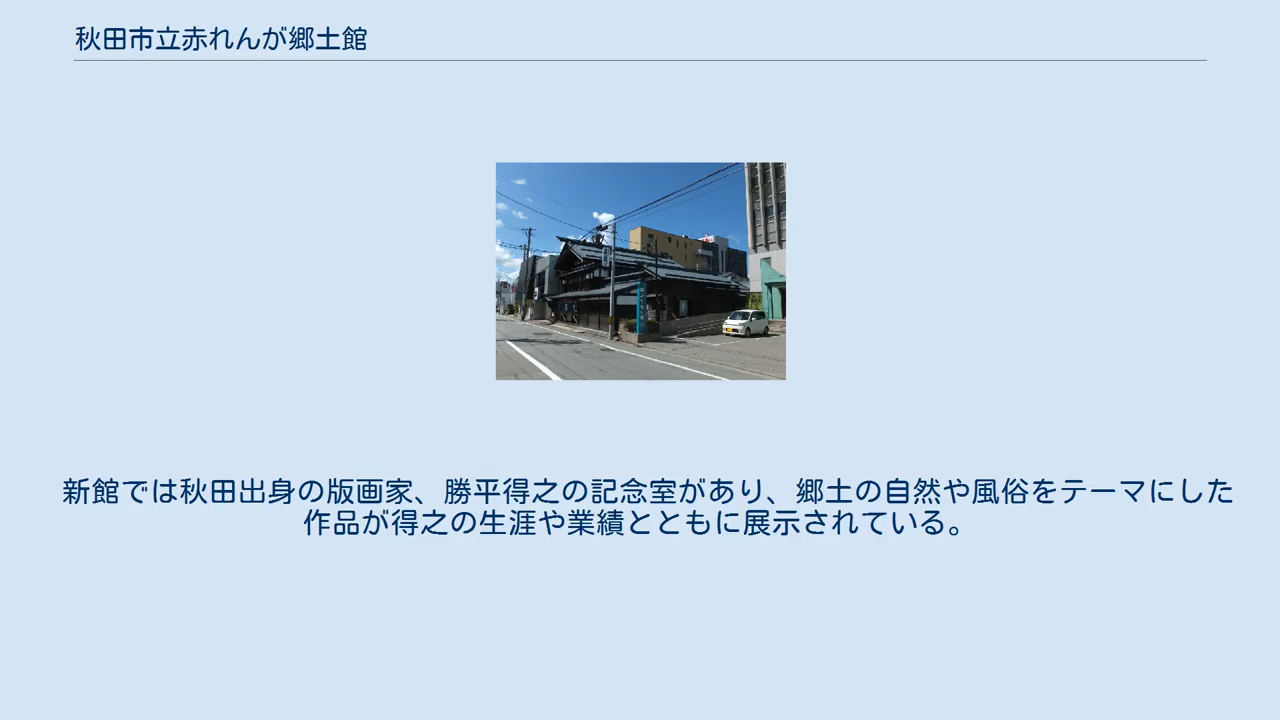 秋田市立赤れんが郷土館
新館では秋田出身の版画家、勝平得之の記念室があり、郷土の自然や風俗をテーマにした
作品が得之の生涯や業績とともに展示されている。